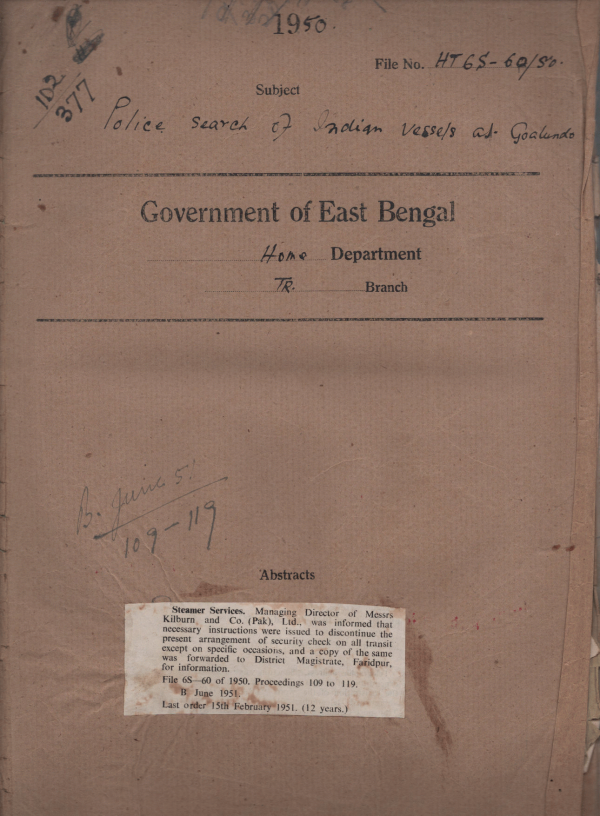 1950.
File No. HT6S-60/50.
102
377
Subject
Police search of Indian vessels at Goalundo
Government of East Bengal
Home Department
TR. Branch
B. June 51
109-119
Abstracts
Steamer Services. Managing Director of Messrs
Kilburn and Co. (Pak), Ltd., was informed that
necessary instructions were issued to discontinue the
present arrangement of security check on all transit
except on specific occasions, and a copy of the same
was forwarded to District Magistrate, Faridpur,
for information.
File 6S—60 of 1950. Proceedings 109 to 119.
B June 1951.
Last order 15th February 1951. (12 years.)